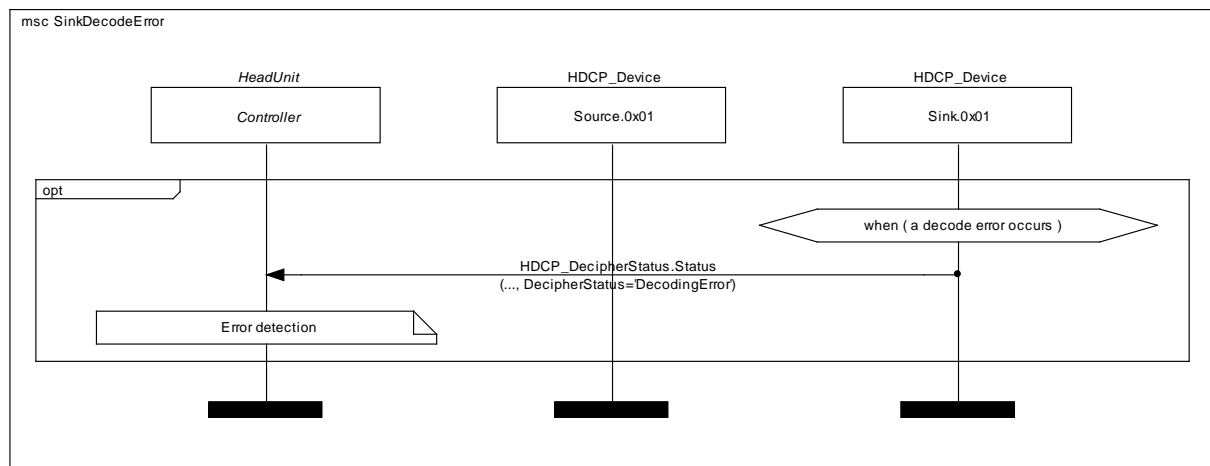 msc SinkDecodeError
HeadUnit
HDCP_Device
HDCP_Device
Controller
Source.0x01
Sink.0x01
opt
when ( a decode error occurs )
HDCP_DecipherStatus.Status
(..., DecipherStatus='DecodingError')
Error detection